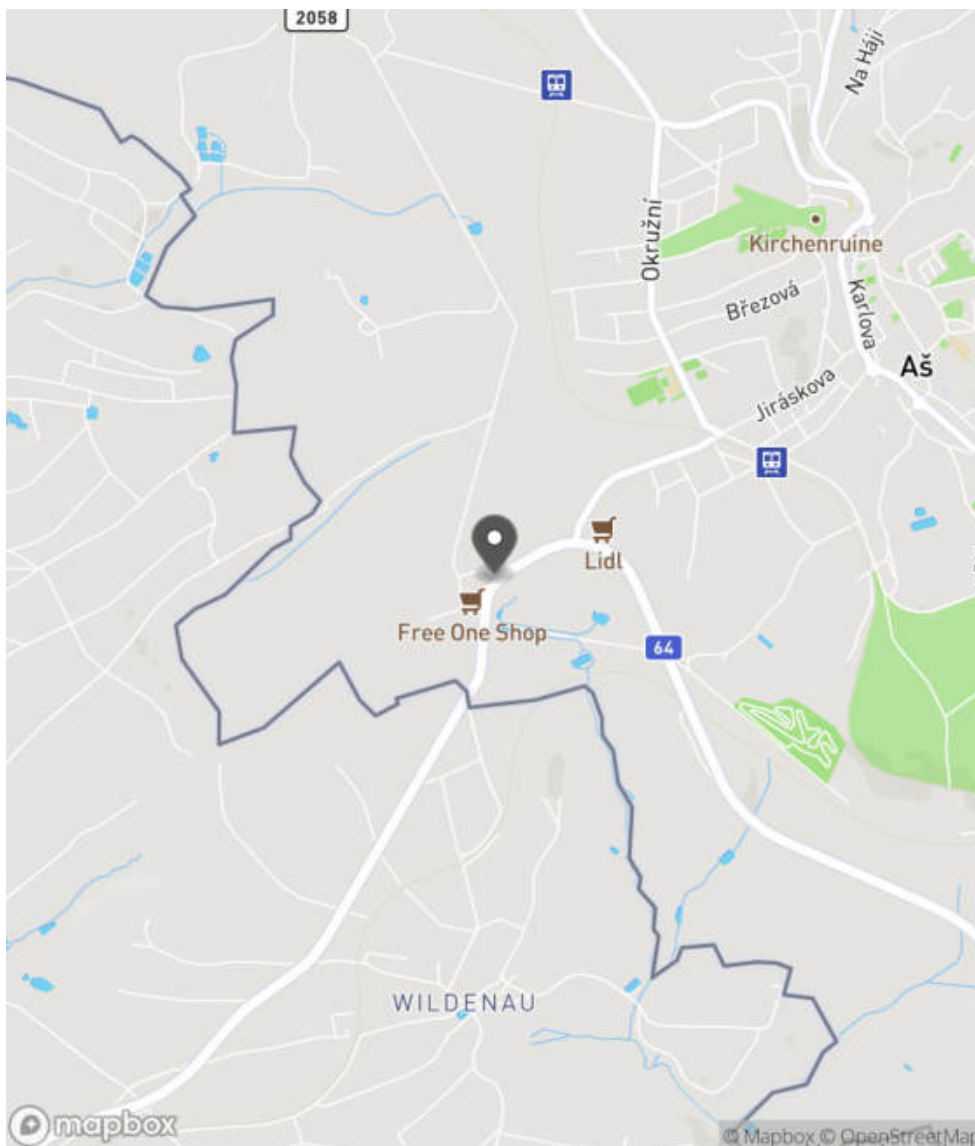 2058
Na Háji
Okružní
Kirchenruine
Březová
Karlova
Aš
Jiráskova
Lidl
Free One Shop
64
WILDENAU
mapbox
© Mapbox © OpenStreetMap